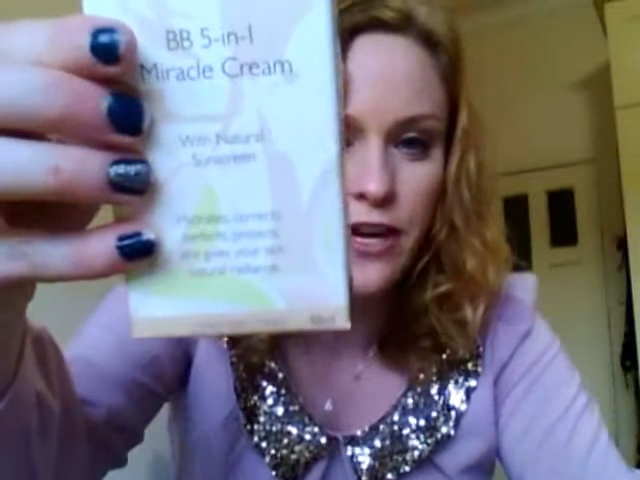 BB 5-in-1
Miracle Cream
With Natural
Sunscreen
Hydrates, corrects,
perfects, protects
and gives your skin
natural radiance